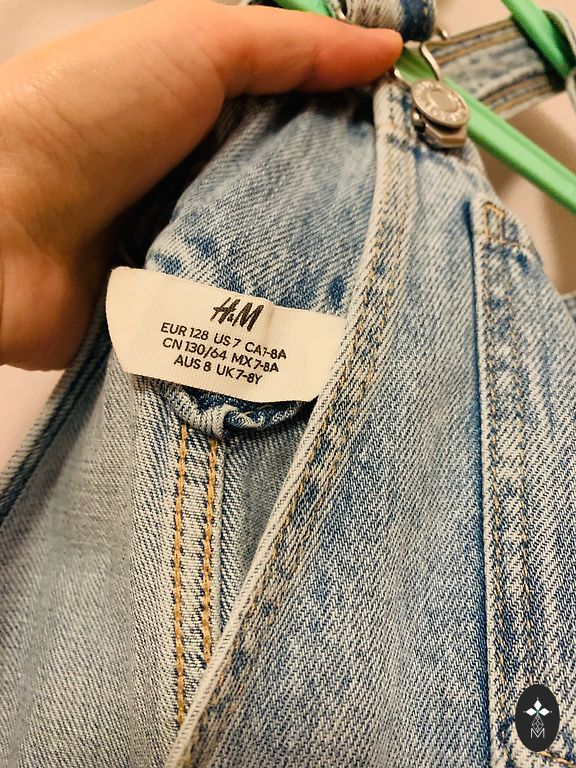 H&M
EUR 128 US 7 CA7-8A
CN 130/64 MX 7-8A
AUS 8 UK 7-8Y
M